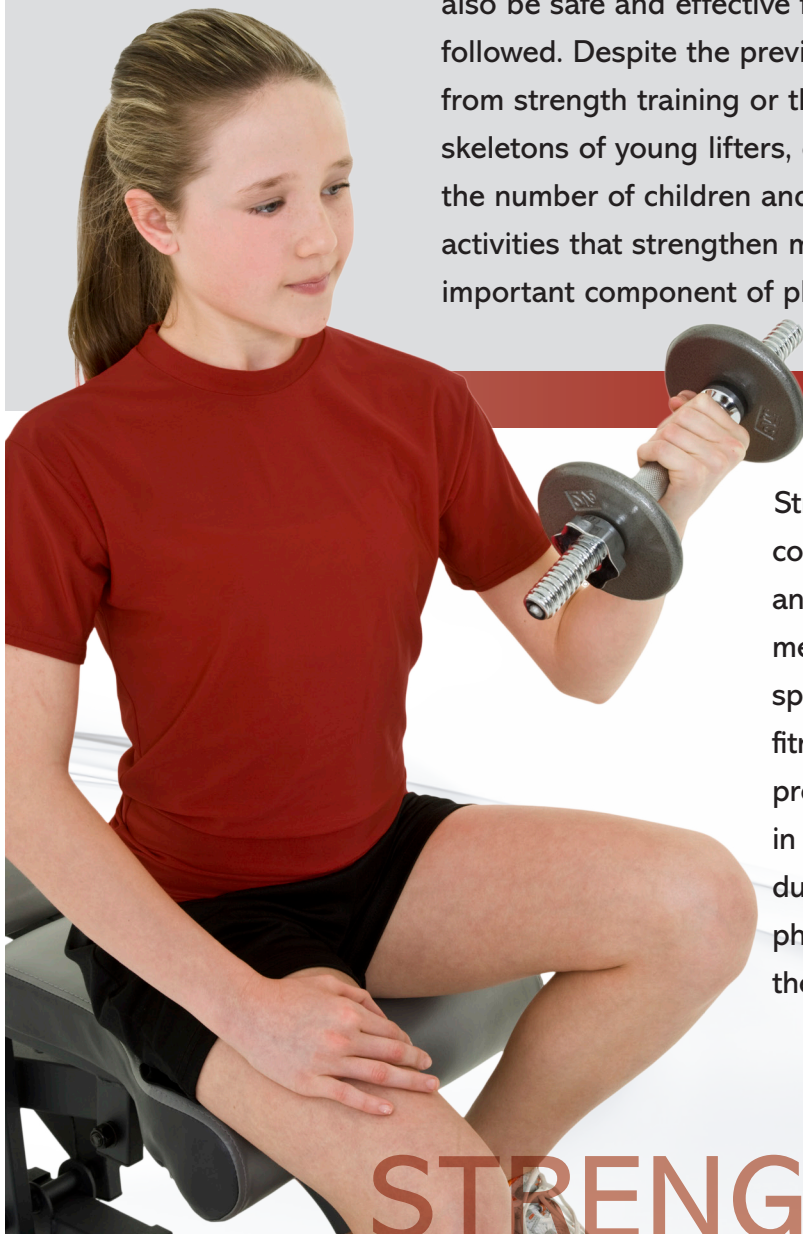 also be safe and effective f
followed. Despite the previ
from strength training or th
skeletons of young lifters,
the number of children and
activities that strengthen m
important component of pl
St
co
an
me
sp
fitn
pre
in
du
ph
the
STRENG